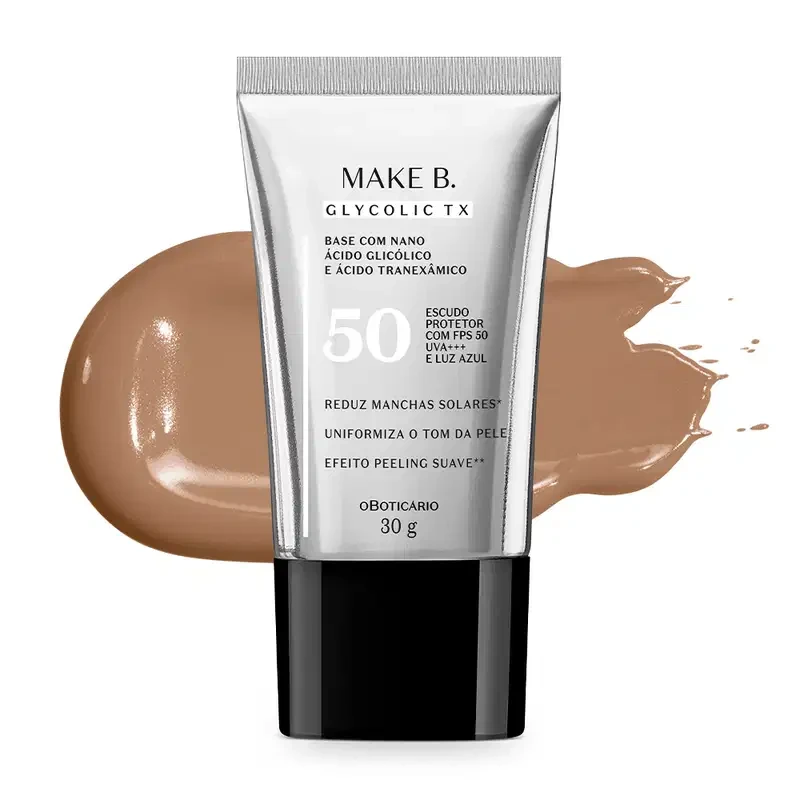 MAKE B.
GLYCOLIC TX
BASE COM NANO
ÁCIDO GLICÓLICO
E ÁCIDO TRANEXÂMICO
50
ESCUDO
PROTETOR
COM FPS 50
UVA+++
E LUZ AZUL
REDUZ MANCHAS SOLARES*
UNIFORMIZA O TOM DA PELE
EFEITO PEELING SUAVE**
oBOTICÁRIO
30 g